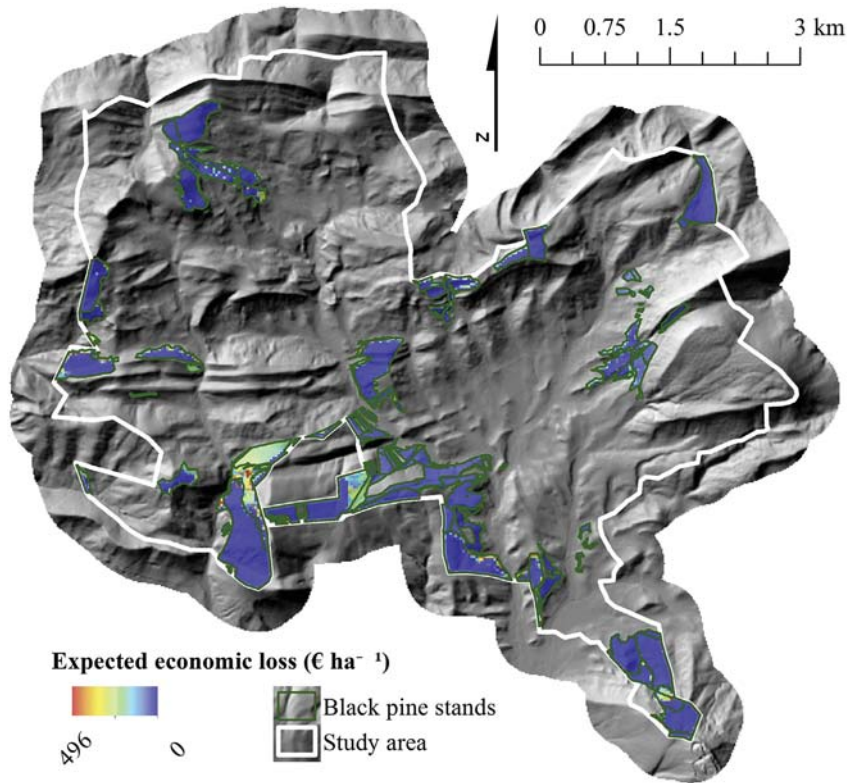 0 0.75 1.5 3 km
N
Expected economic loss (€ ha⁻ ¹)
496 0
Black pine stands
Study area